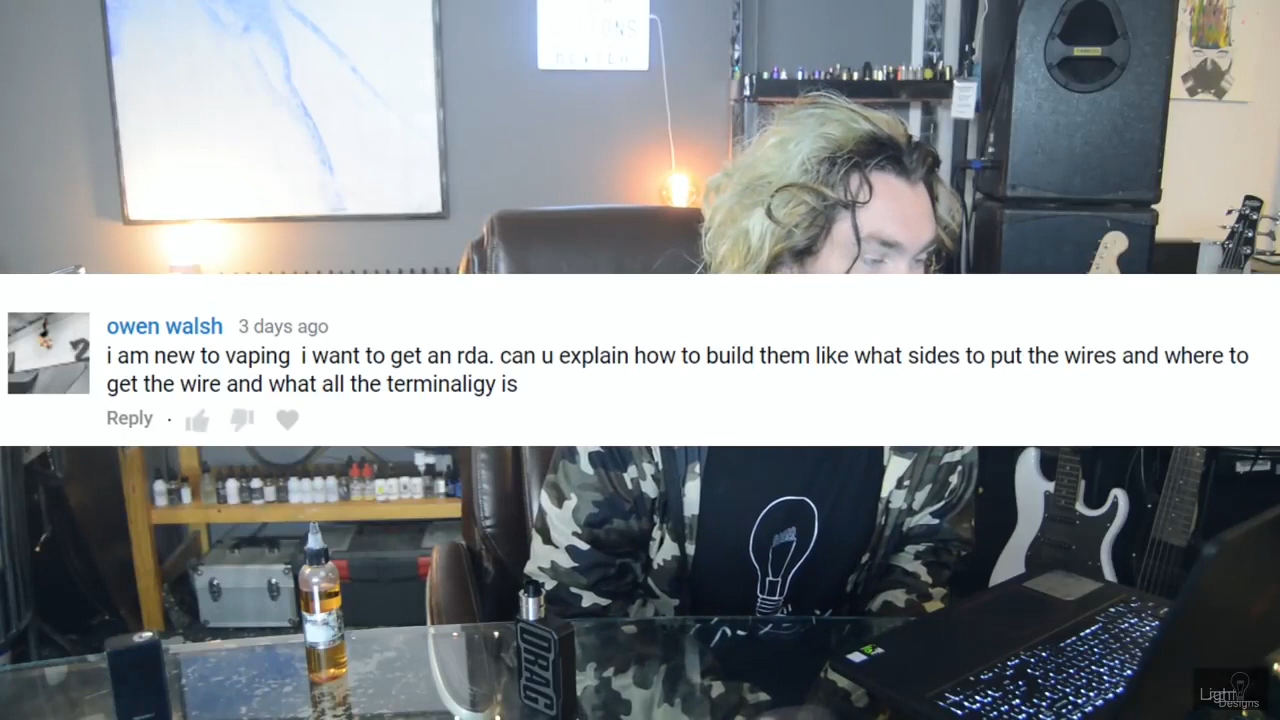 owen walsh 3 days ago
i am new to vaping i want to get an rda. can u explain how to build them like what sides to put the wires and where to
get the wire and what all the terminaligy is
Reply ·
DRAG
Light
Designs